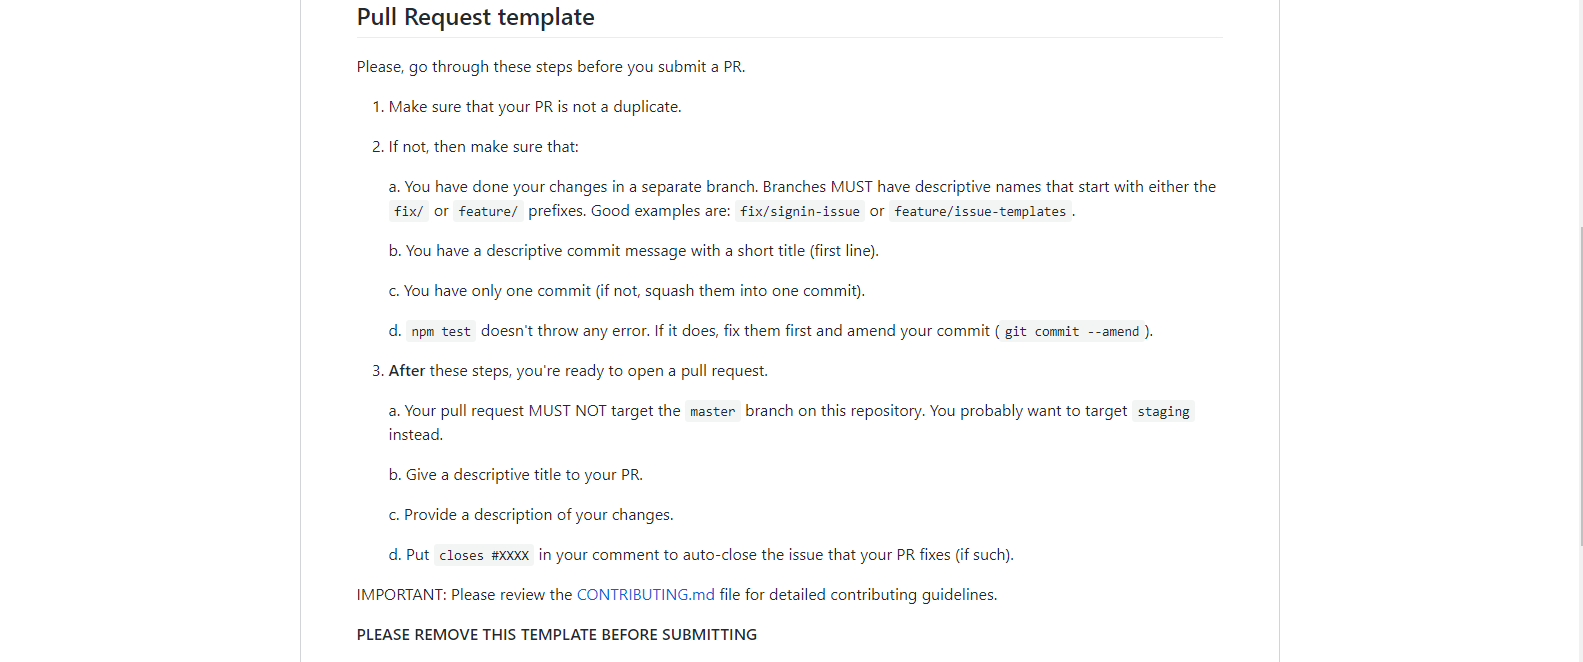 Pull Request template
Please, go through these steps before you submit a PR.
1. Make sure that your PR is not a duplicate.
2. If not, then make sure that:
a. You have done your changes in a separate branch. Branches MUST have descriptive names that start with either the
fix/ or feature/ prefixes. Good examples are: fix/signin-issue or feature/issue-templates .
b. You have a descriptive commit message with a short title (first line).
c. You have only one commit (if not, squash them into one commit).
d. npm test doesn't throw any error. If it does, fix them first and amend your commit ( git commit --amend ).
3. After these steps, you're ready to open a pull request.
a. Your pull request MUST NOT target the master branch on this repository. You probably want to target staging
instead.
b. Give a descriptive title to your PR.
c. Provide a description of your changes.
d. Put closes #XXXX in your comment to auto-close the issue that your PR fixes (if such).
IMPORTANT: Please review the CONTRIBUTING.md file for detailed contributing guidelines.
PLEASE REMOVE THIS TEMPLATE BEFORE SUBMITTING